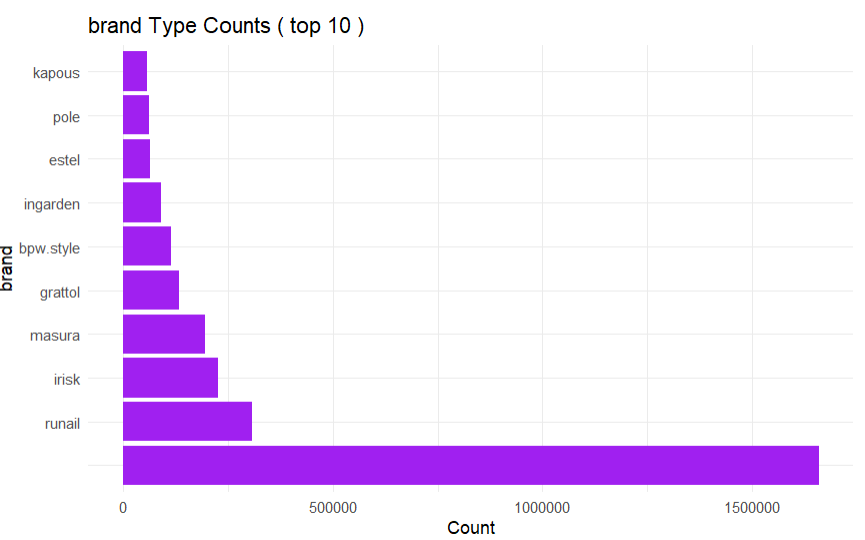 brand Type Counts ( top 10 )
kapous
pole
estel
ingarden
bpw.style
grattol
masura
irisk
runail
brand
0 500000 1000000 1500000
Count